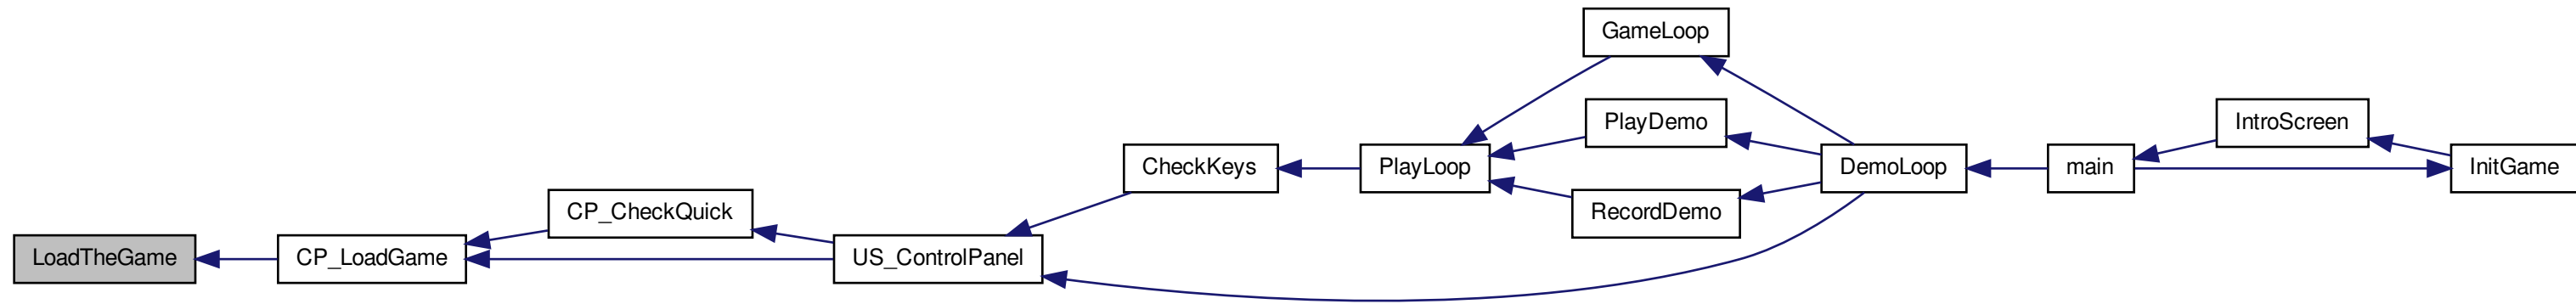 LoadTheGame
CP_LoadGame
CP_CheckQuick
US_ControlPanel
CheckKeys
PlayLoop
GameLoop
PlayDemo
RecordDemo
DemoLoop
main
IntroScreen
InitGame